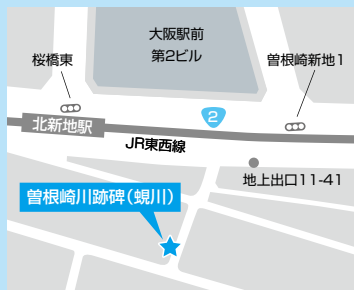 大阪駅前
第2ビル
桜橋東
曽根崎新地1
2
北新地駅
JR東西線
地上出口11-41
曽根崎川跡碑(蜆川)